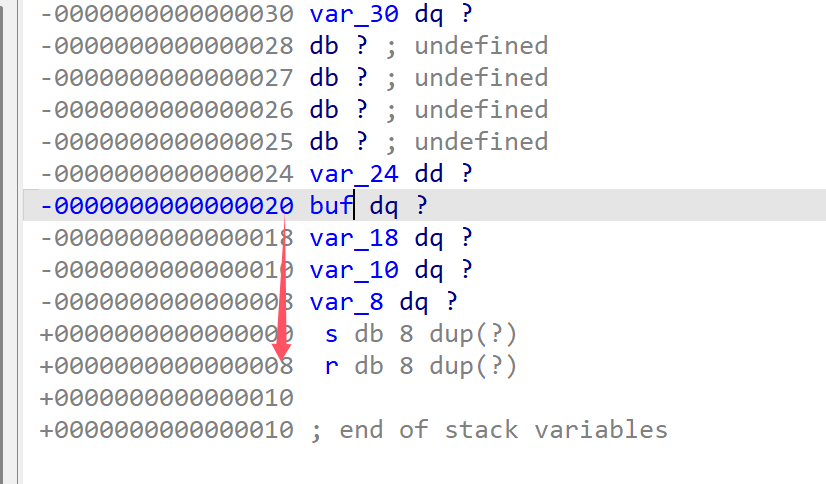 -0000000000000030 var_30 dq ?
-0000000000000028 db ? ; undefined
-0000000000000027 db ? ; undefined
-0000000000000026 db ? ; undefined
-0000000000000025 db ? ; undefined
-0000000000000024 var_24 dd ?
-0000000000000020 buf dq ?
-0000000000000018 var_18 dq ?
-0000000000000010 var_10 dq ?
-0000000000000008 var_8 dq ?
+0000000000000000  s db 8 dup(?)
+0000000000000008  r db 8 dup(?)
+0000000000000010
+0000000000000010 ; end of stack variables